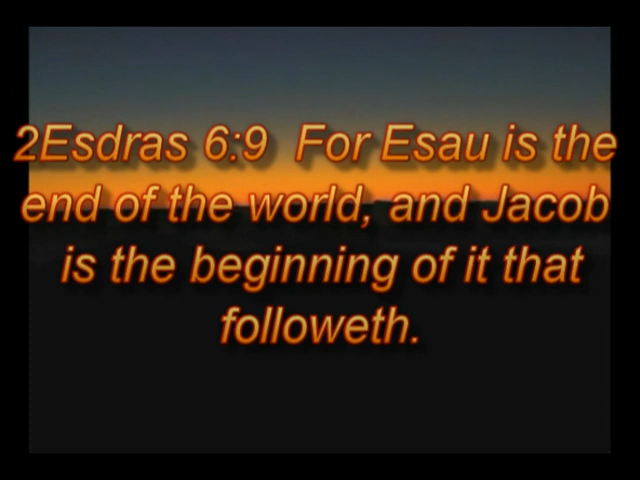 2Esdras 6:9  For Esau is the
end of the world, and Jacob
is the beginning of it that
followeth.